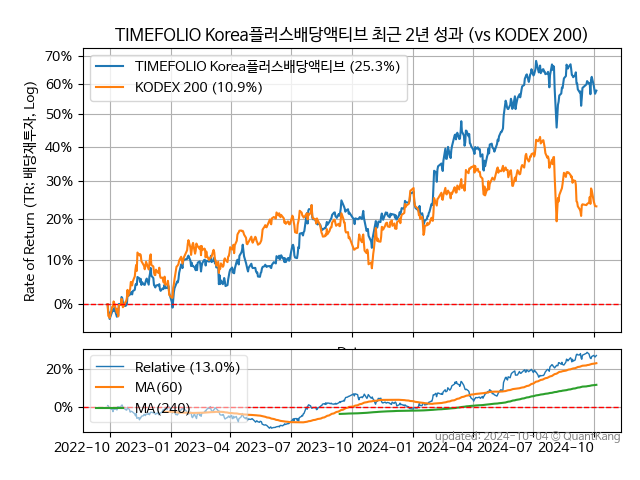 TIMEFOLIO Korea플러스배당액티브 최근 2년 성과 (vs KODEX 200)
Rate of Return (TR: 배당재투자, Log)
70%
60%
50%
40%
30%
20%
10%
0%
TIMEFOLIO Korea플러스배당액티브 (25.3%)
KODEX 200 (10.9%)
20%
0%
Relative (13.0%)
MA(60)
MA(240)
2022-10 2023-01 2023-04 2023-07 2023-10 2024-01 2024-04 2024-07 2024-10
updated: 2024-10-04 © QuantKang